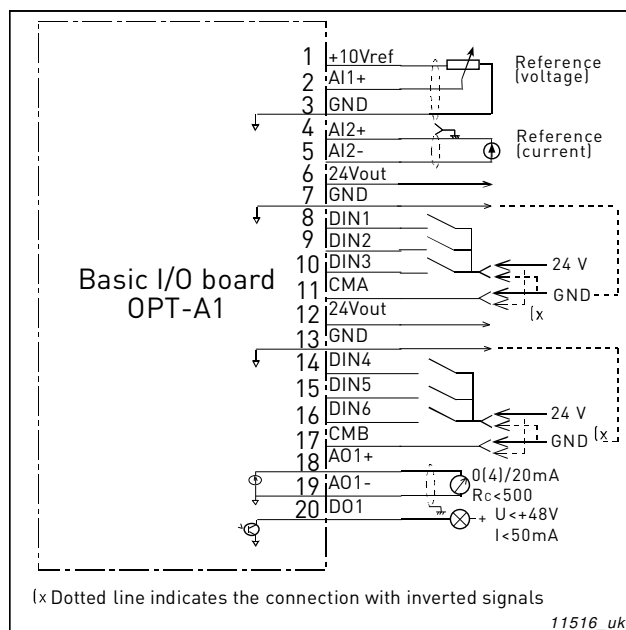 1 +10Vref
2 AI1+
3 GND
Reference
(voltage)
4 AI2+
5 AI2-
Reference
(current)
6 24Vout
7 GND
8 DIN1
9 DIN2
10 DIN3
11 CMA
24 V
GND
(x
12 24Vout
13 GND
14 DIN4
15 DIN5
16 DIN6
17 CMB
24 V
GND (x
18 AO1+
19 AO1-
20 DO1
0(4)/20mA
RC<500
+ U<+48V
I<50mA
Basic I/O board
OPT-A1
(x Dotted line indicates the connection with inverted signals
11516_uk